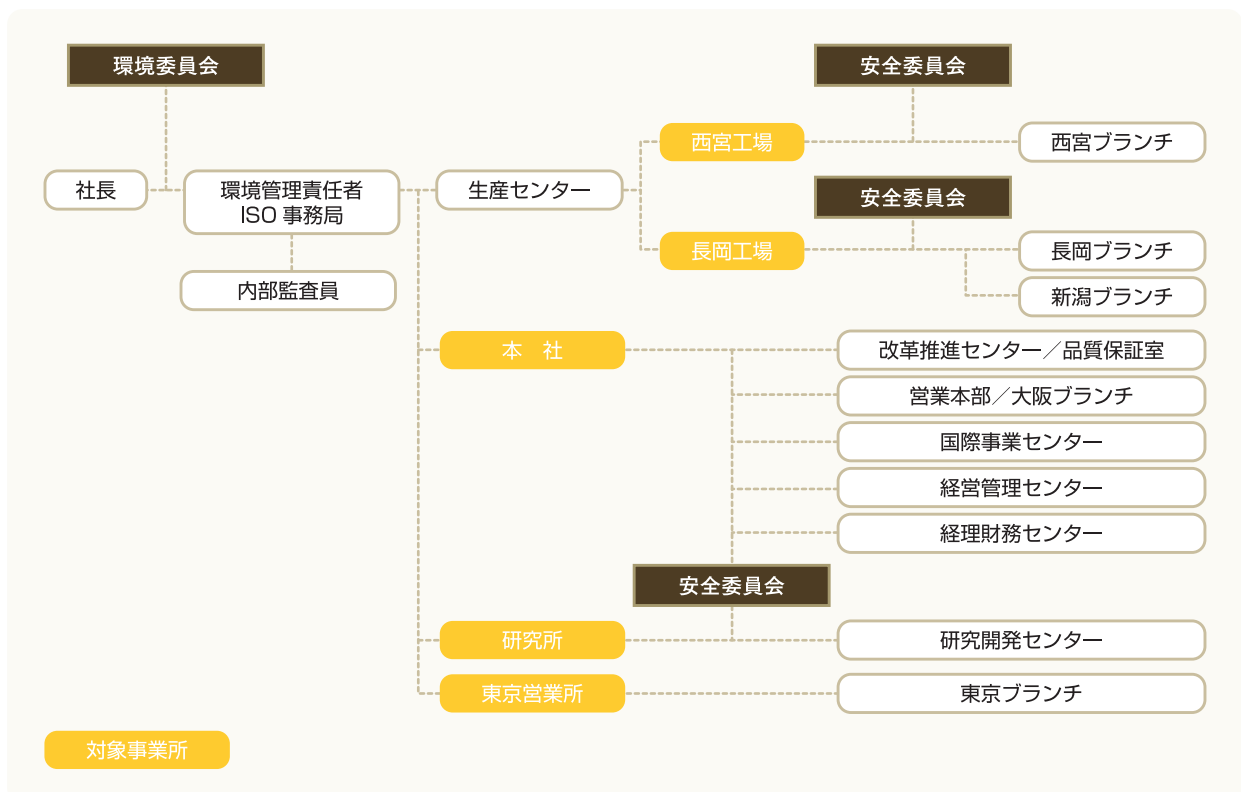 環境委員会
安全委員会
西宮工場
西宮ブランチ
社長
環境管理責任者
ISO 事務局
生産センター
安全委員会
長岡工場
長岡ブランチ
内部監査員
新潟ブランチ
本　社
改革推進センター／品質保証室
営業本部／大阪ブランチ
国際事業センター
経営管理センター
経理財務センター
安全委員会
研究所
研究開発センター
東京営業所
東京ブランチ
対象事業所